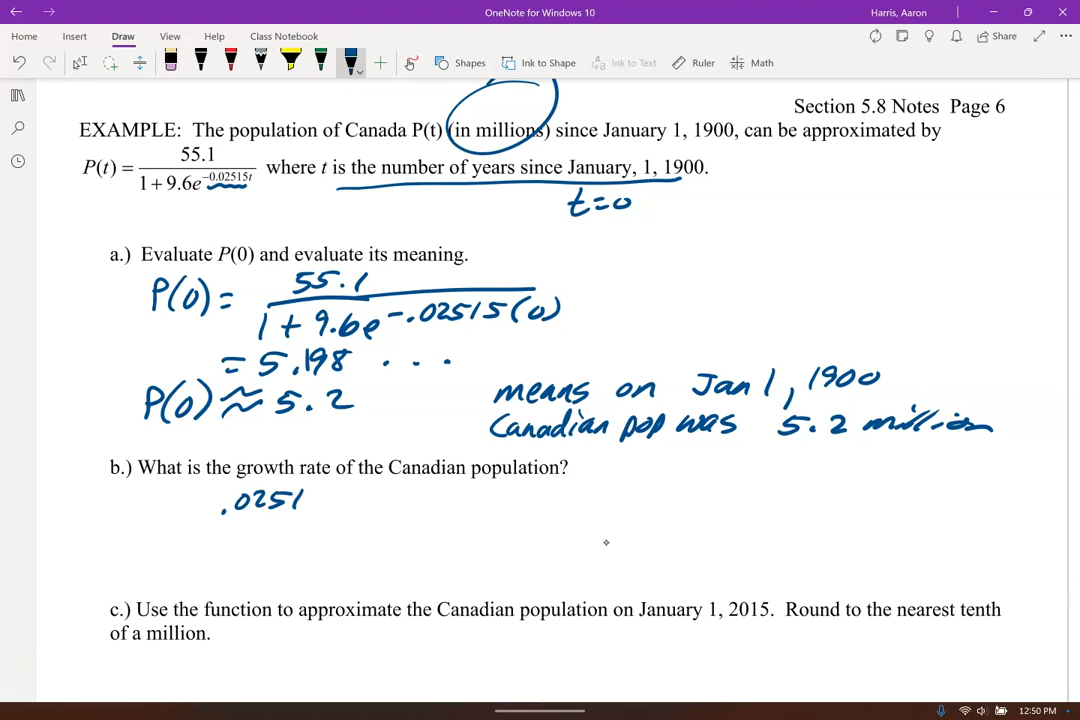 OneNote for Windows 10
Harris, Aaron
Home Insert Draw View Help Class Notebook
Share
Shapes Ink to Shape Ink to Text Ruler Math
Section 5.8 Notes Page 6
EXAMPLE: The population of Canada P(t) (in millions) since January 1, 1900, can be approximated by
P(t) = 55.1 / 1 + 9.6e^−0.02515t where t is the number of years since January, 1, 1900.
t=0
a.) Evaluate P(0) and evaluate its meaning.
P(0) = 55.1 / 1 + 9.6e^−.02515(0)
= 5.198 ...
P(0) ≈ 5.2
means on Jan 1, 1900
Canadian pop was 5.2 million
b.) What is the growth rate of the Canadian population?
.0251
c.) Use the function to approximate the Canadian population on January 1, 2015. Round to the nearest tenth
of a million.
12:50 PM